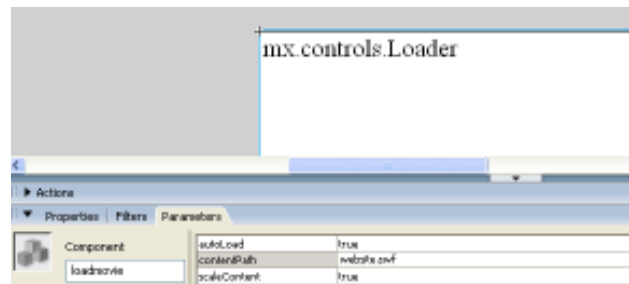 mx.controls.Loader
Actions
Properties Filters Parameters
Component
loadmovie
autoLoad true
contentPath website.swf
scaleContent true